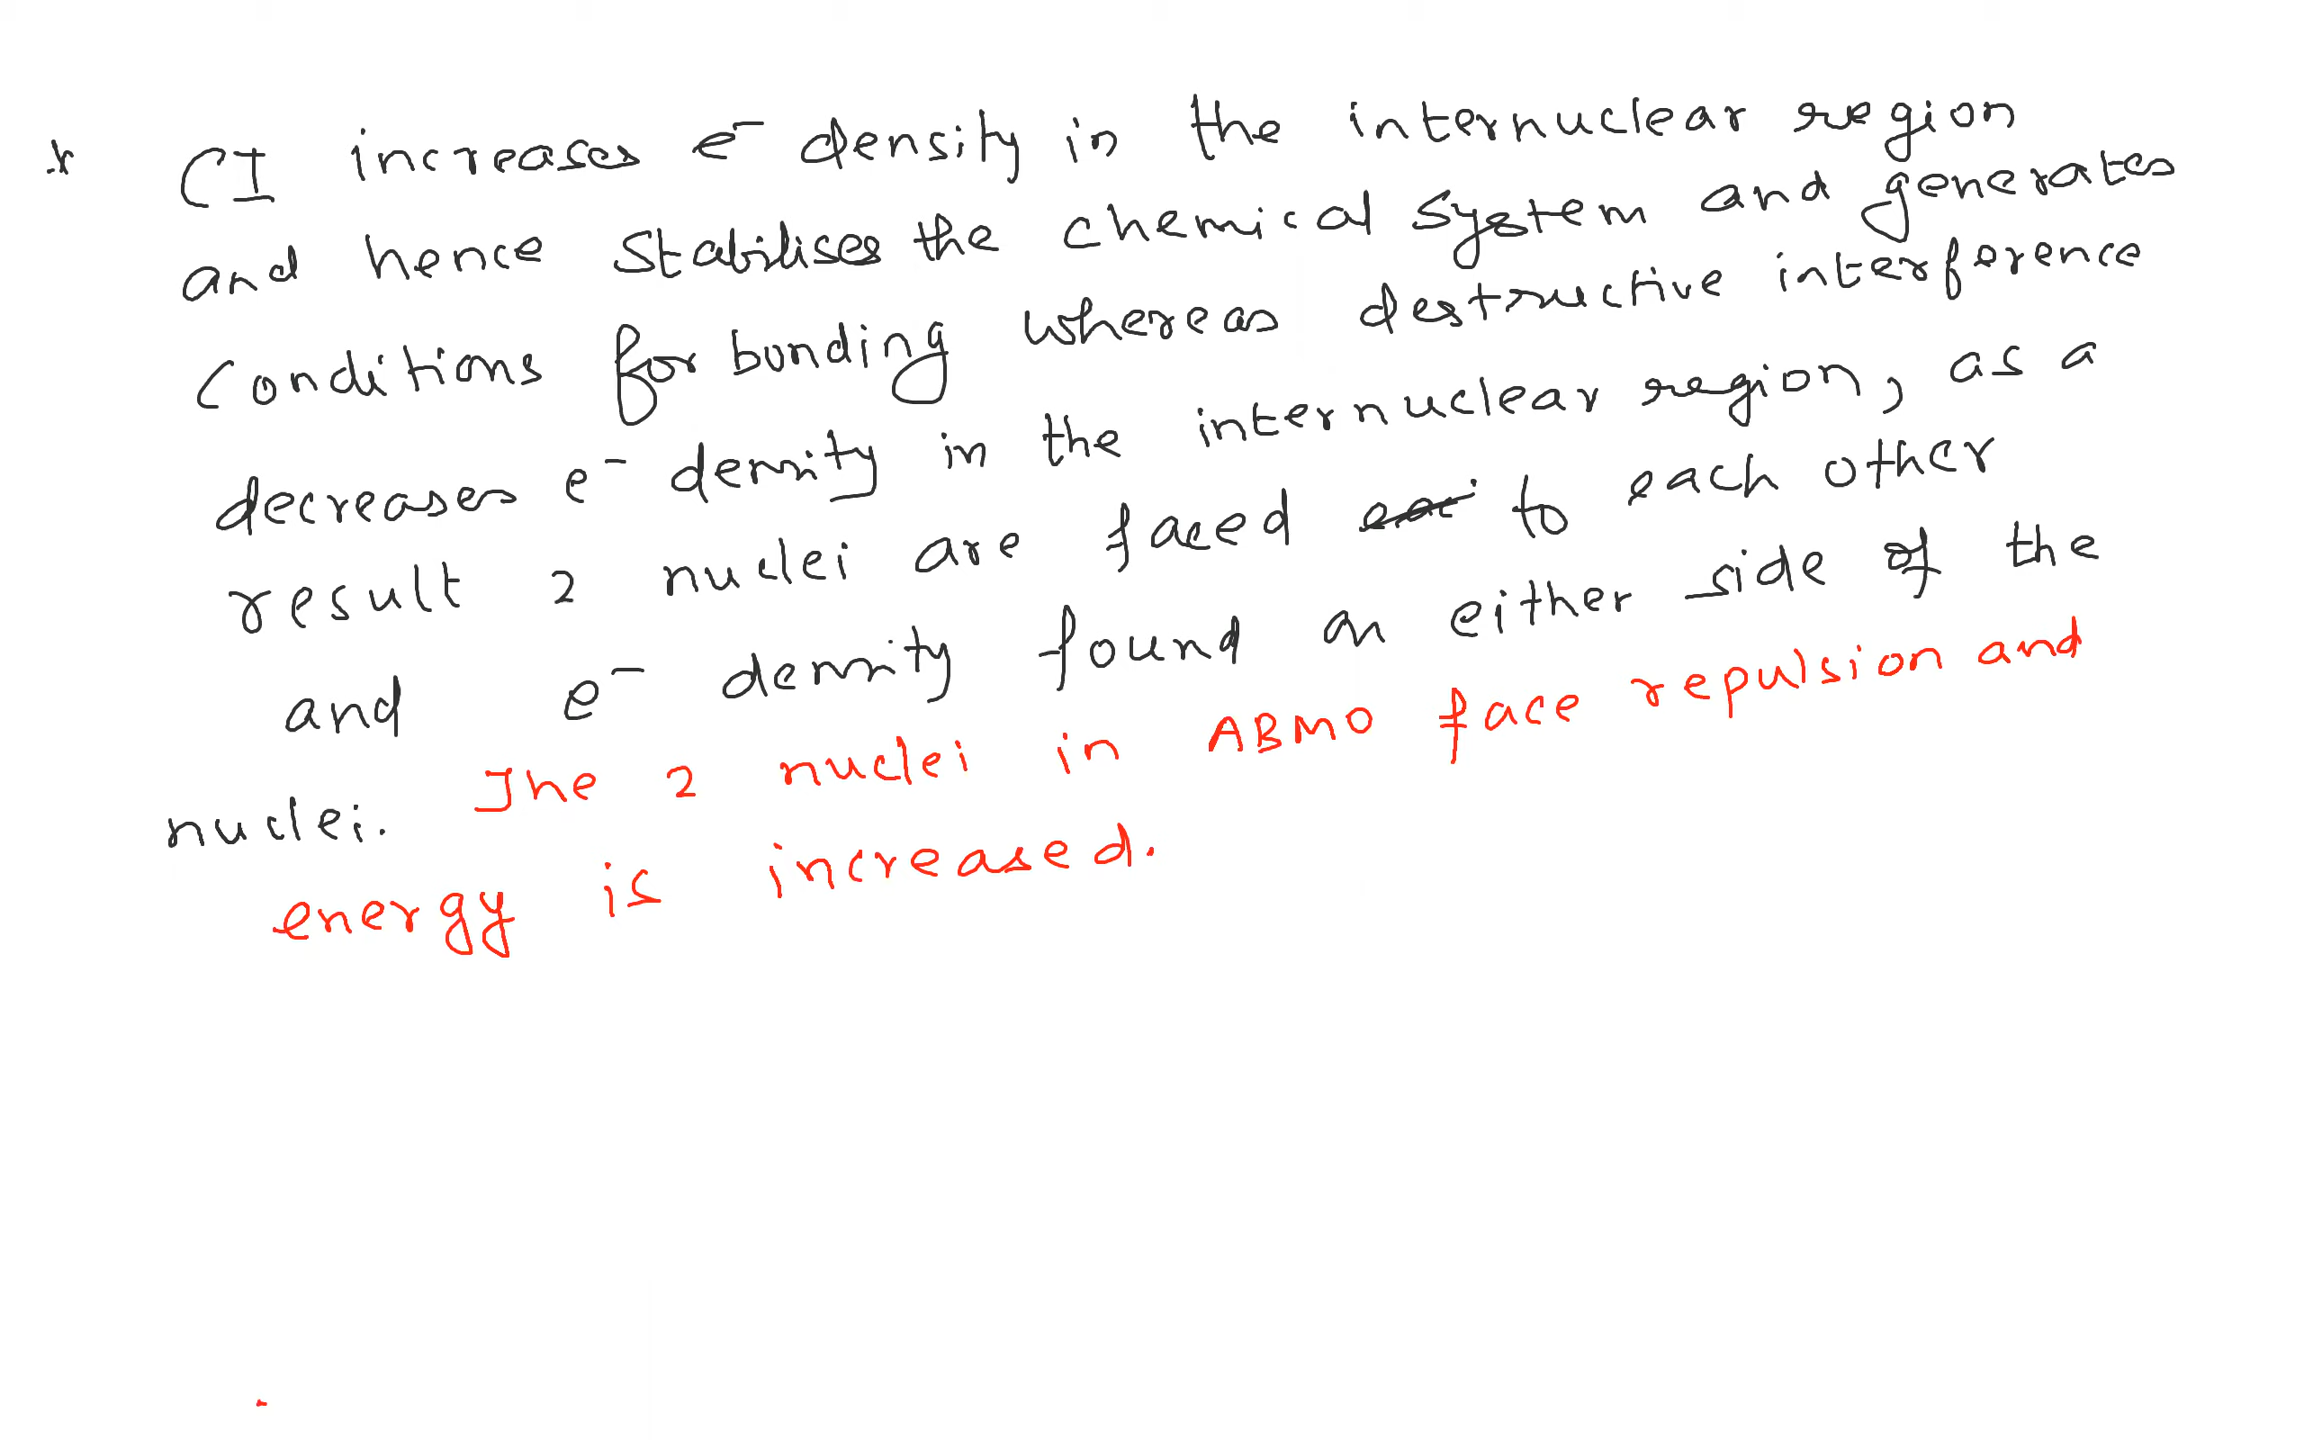 * CI increases e⁻ density in the internuclear region
and hence stabilises the chemical system and generates
conditions for bonding whereas destructive interference
decreases e⁻ density in the internuclear region, as a
result 2 nuclei are faced to each other
and e⁻ density found on either side of the
nuclei. The 2 nuclei in ABMO face repulsion and
energy is increased.